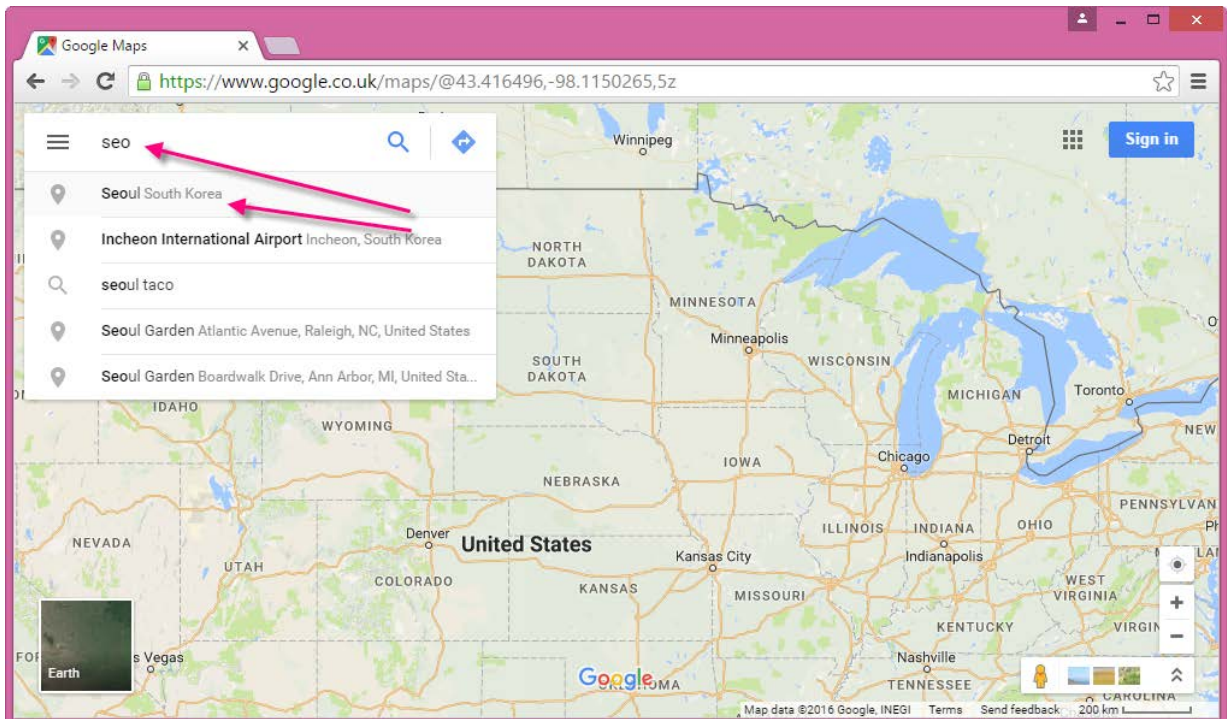 Google Maps
https://www.google.co.uk/maps/@43.416496,-98.1150265,5z
seo
Sign in
Seoul South Korea
Incheon International Airport Incheon, South Korea
seoul taco
Seoul Garden Atlantic Avenue, Raleigh, NC, United States
Seoul Garden Boardwalk Drive, Ann Arbor, MI, United Sta...
Winnipeg
NORTH
DAKOTA
MINNESOTA
Minneapolis
SOUTH
DAKOTA
WISCONSIN
MICHIGAN
Toronto
IDAHO
WYOMING
Detroit
NEW
Chicago
IOWA
NEBRASKA
PENNSYLVAN
ILLINOIS
INDIANA
OHIO
NEVADA
Denver
United States
Kansas City
Indianapolis
UTAH
COLORADO
KANSAS
MISSOURI
WEST
VIRGINIA
KENTUCKY
VIRGIN
s Vegas
Earth
Google
OMA
Nashville
TENNESSEE
CAROLINA
Map data ©2016 Google, INEGI Terms Send feedback 200 km